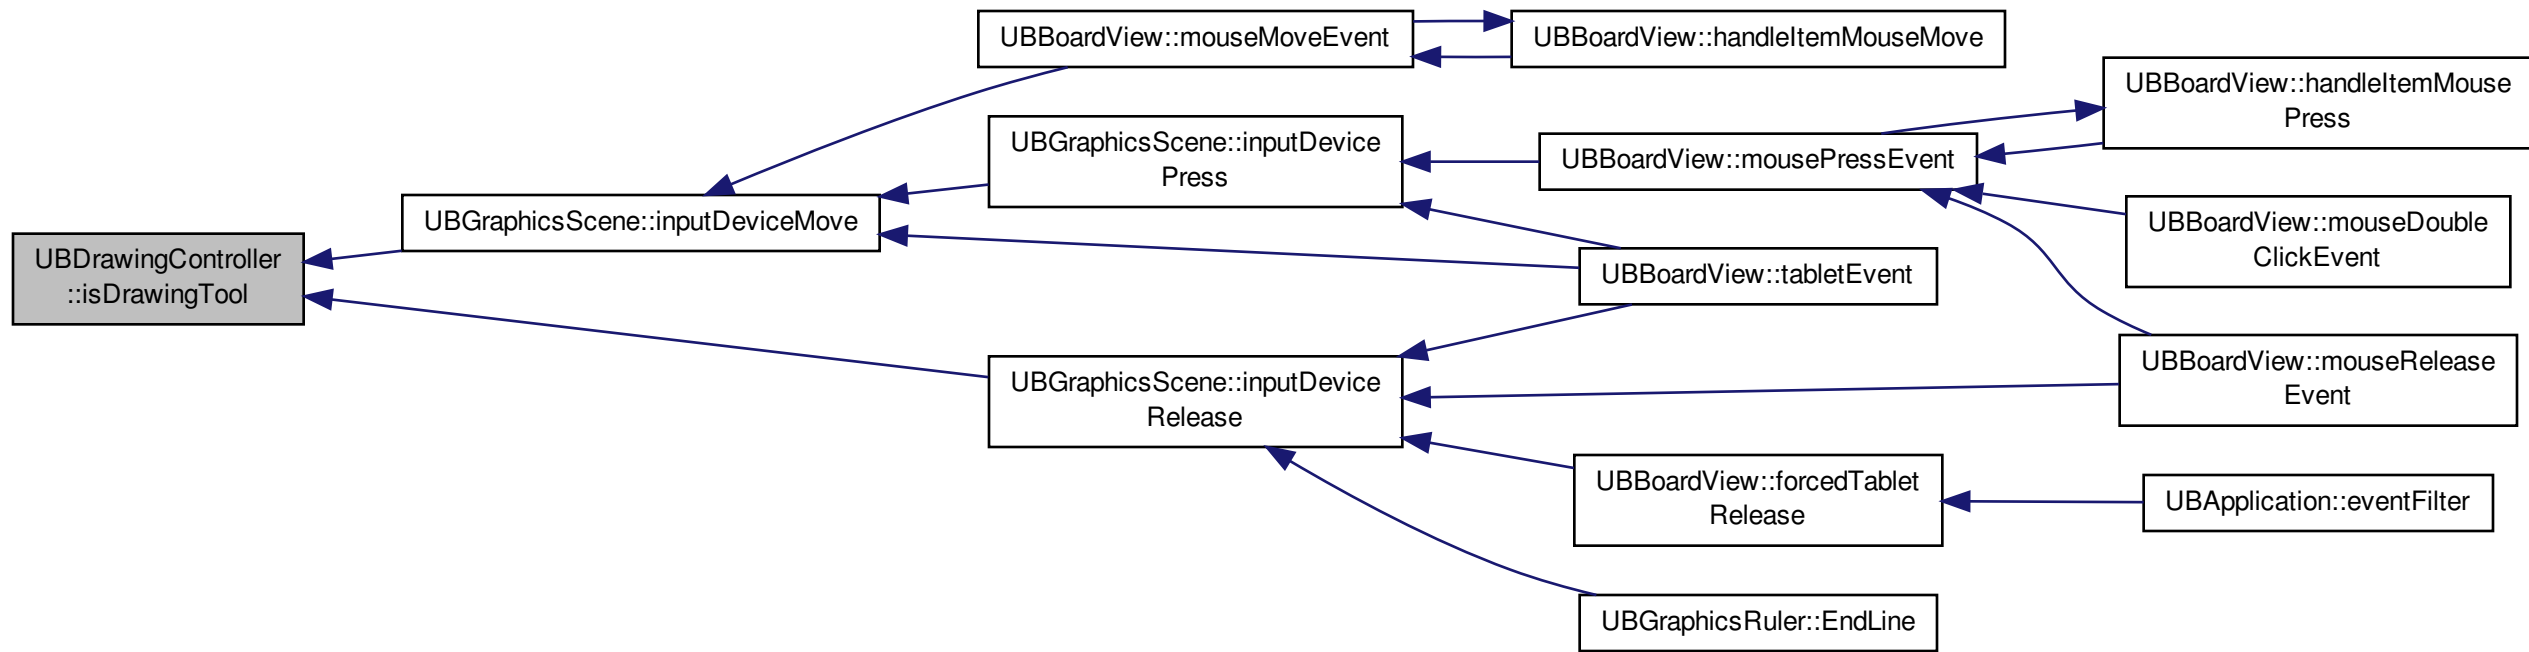 UBDrawingController
::isDrawingTool
UBGraphicsScene::inputDeviceMove
UBBoardView::mouseMoveEvent
UBBoardView::handleItemMouseMove
UBGraphicsScene::inputDevice
Press
UBBoardView::mousePressEvent
UBBoardView::handleItemMouse
Press
UBBoardView::mouseDouble
ClickEvent
UBBoardView::tabletEvent
UBBoardView::mouseRelease
Event
UBGraphicsScene::inputDevice
Release
UBBoardView::forcedTablet
Release
UBApplication::eventFilter
UBGraphicsRuler::EndLine